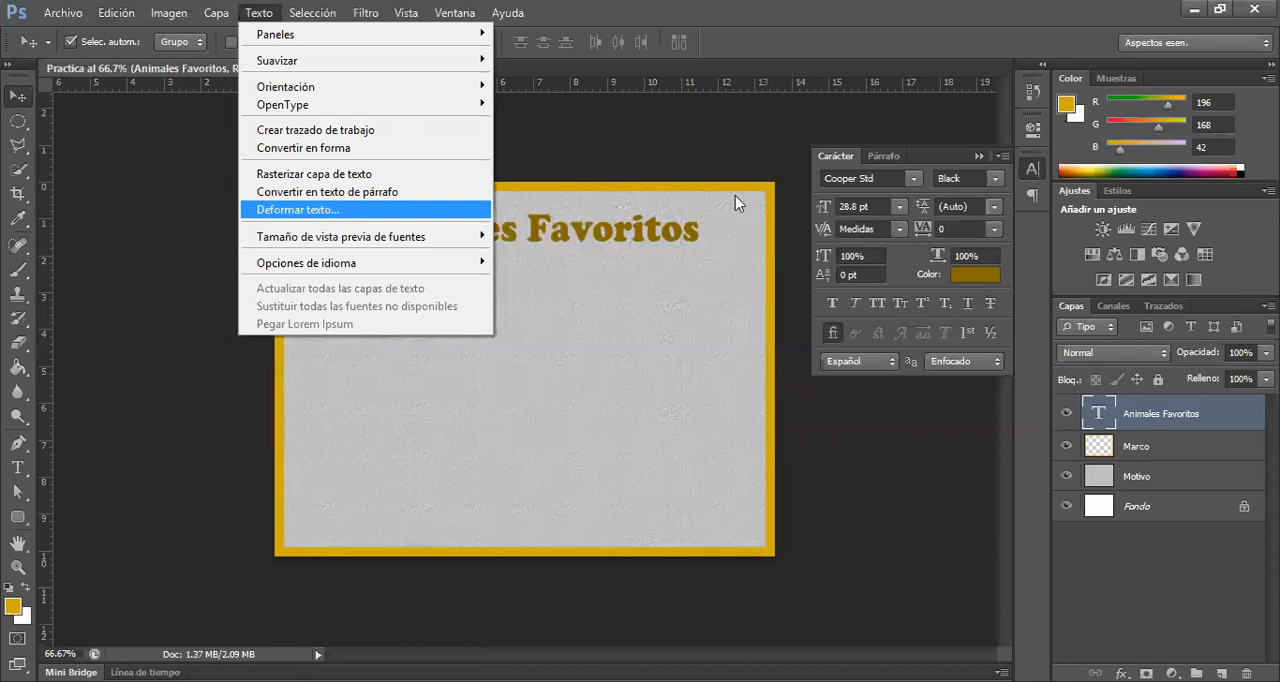 Ps Archivo Edición Imagen Capa Texto Selección Filtro Vista Ventana Ayuda
Selec. autom.: Grupo
Aspectos esen.
Practica al 66.7% (Animales Favoritos, R
Paneles
Suavizar
Orientación
OpenType
Crear trazado de trabajo
Convertir en forma
Rasterizar capa de texto
Convertir en texto de párrafo
Deformar texto...
Tamaño de vista previa de fuentes
Opciones de idioma
Actualizar todas las capas de texto
Sustituir todas las fuentes no disponibles
Pegar Lorem Ipsum
es Favoritos
Carácter Párrafo
Cooper Std Black
28.8 pt (Auto)
Medidas 0
100% 100%
0 pt Color:
Español aa Enfocado
Color Muestras
R 196
G 168
B 42
Ajustes Estilos
Añadir un ajuste
Capas Canales Trazados
Tipo
Normal Opacidad: 100%
Bloq.: Relleno: 100%
Animales Favoritos
Marco
Motivo
Fondo
66.67% Doc: 1.37 MB/2.09 MB
Mini Bridge Línea de tiempo